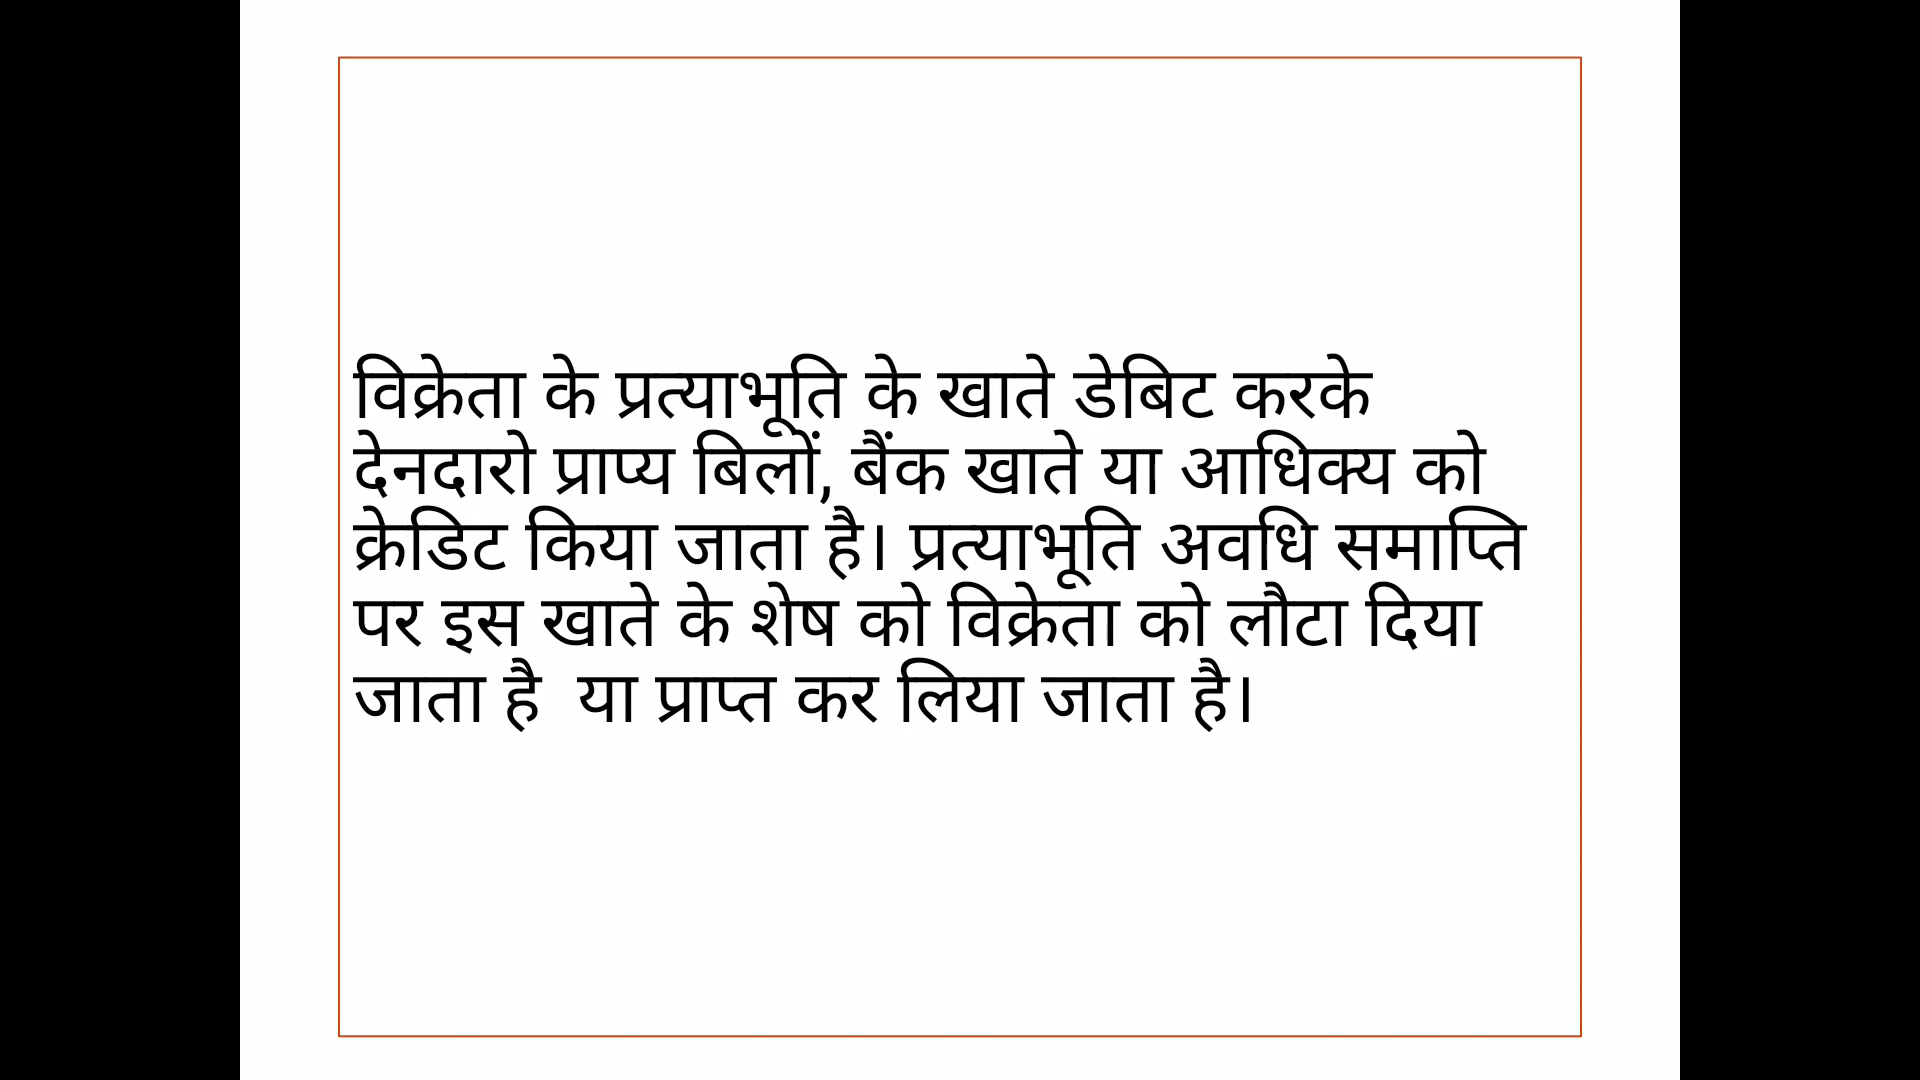 विक्रेता के प्रत्याभूति के खाते डेबिट करके
देनदारो प्राप्य बिलों, बैंक खाते या आधिक्य को
क्रेडिट किया जाता है। प्रत्याभूति अवधि समाप्ति
पर इस खाते के शेष को विक्रेता को लौटा दिया
जाता है  या प्राप्त कर लिया जाता है।